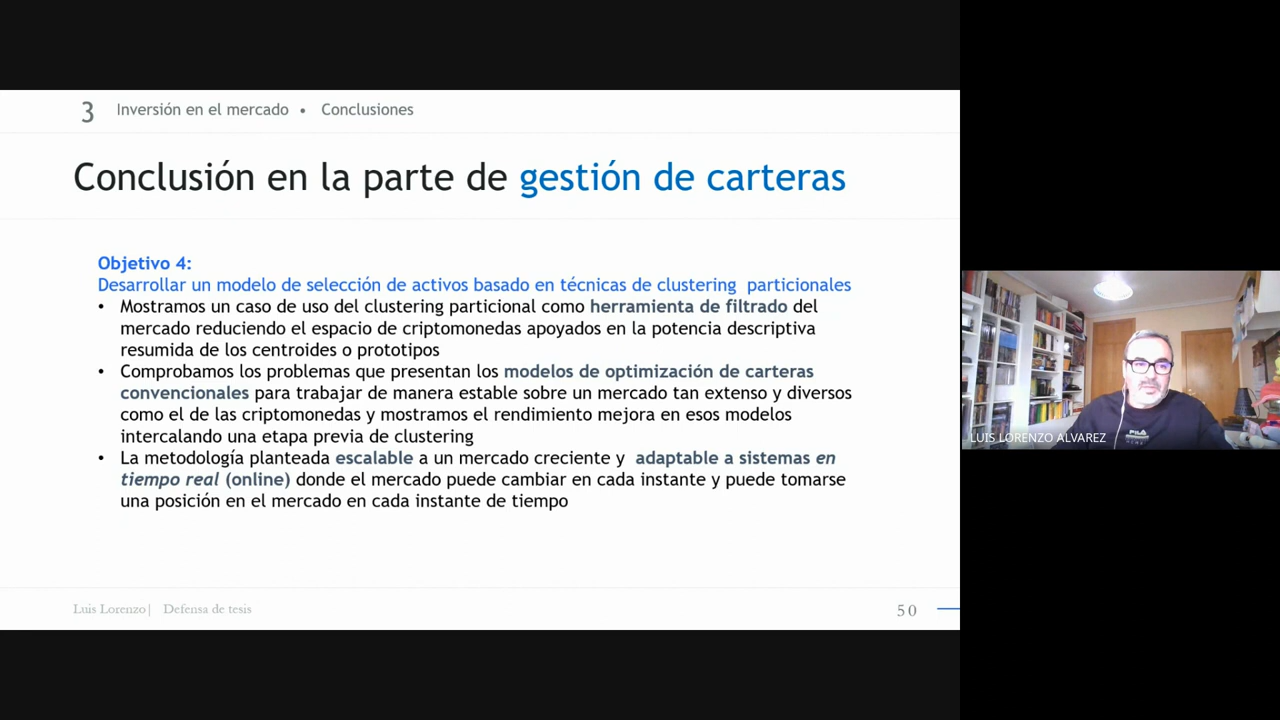 3 Inversión en el mercado • Conclusiones
Conclusión en la parte de gestión de carteras
Objetivo 4:
Desarrollar un modelo de selección de activos basado en técnicas de clustering particionales
• Mostramos un caso de uso del clustering particional como herramienta de filtrado del
mercado reduciendo el espacio de criptomonedas apoyados en la potencia descriptiva
resumida de los centroides o prototipos
• Comprobamos los problemas que presentan los modelos de optimización de carteras
convencionales para trabajar de manera estable sobre un mercado tan extenso y diversos
como el de las criptomonedas y mostramos el rendimiento mejora en esos modelos
intercalando una etapa previa de clustering
• La metodología planteada escalable a un mercado creciente y adaptable a sistemas en
tiempo real (online) donde el mercado puede cambiar en cada instante y puede tomarse
una posición en el mercado en cada instante de tiempo
Luis Lorenzo| Defensa de tesis
50
LUIS LORENZO ALVAREZ
FILA